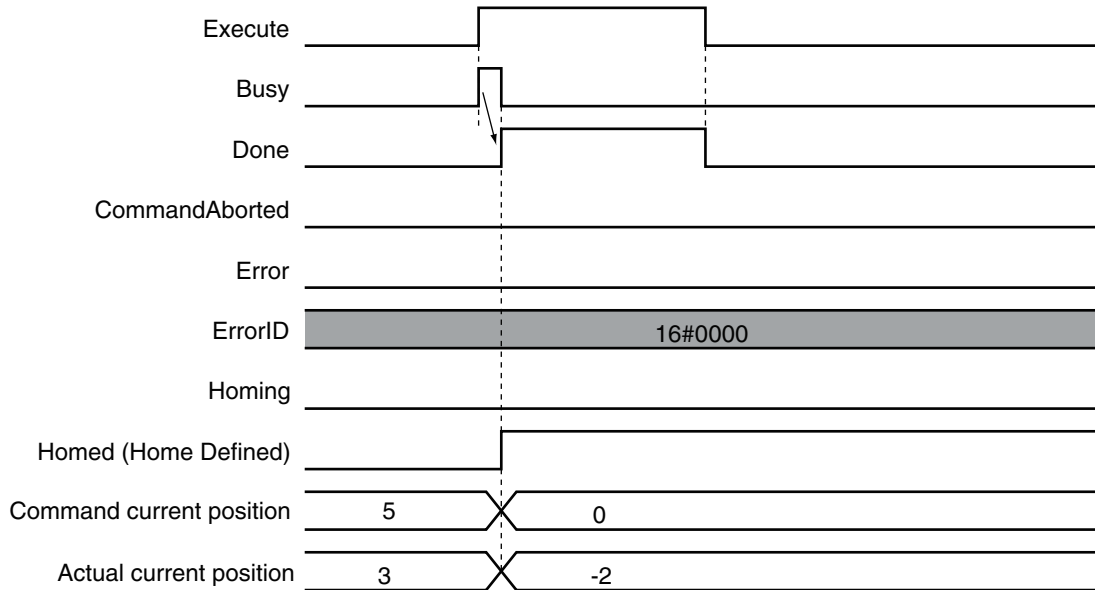 Execute
Busy
Done
CommandAborted
Error
ErrorID 16#0000
Homing
Homed (Home Defined)
Command current position 5 0
Actual current position 3 -2